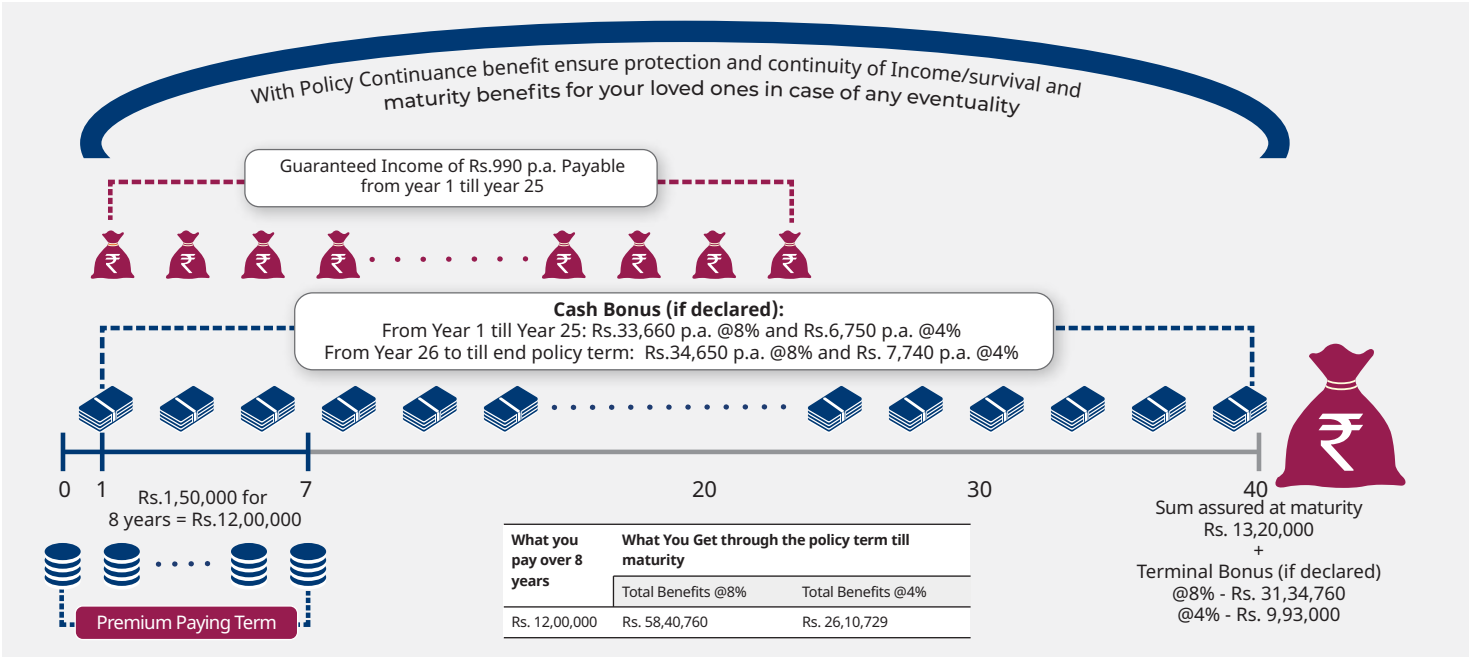 With Policy Continuance benefit ensure protection and continuity of Income/survival and
maturity benefits for your loved ones in case of any eventuality
Guaranteed Income of Rs.990 p.a. Payable
from year 1 till year 25
₹ ₹ ₹ ₹ ₹ ₹ ₹ ₹
Cash Bonus (if declared):
From Year 1 till Year 25: Rs.33,660 p.a. @8% and Rs.6,750 p.a. @4%
From Year 26 to till end policy term: Rs.34,650 p.a. @8% and Rs. 7,740 p.a. @4%
₹
0 1 7 20 30 40
Rs.1,50,000 for
8 years = Rs.12,00,000
Premium Paying Term
What you
pay over 8
years
What You Get through the policy term till
maturity
Total Benefits @8% Total Benefits @4%
Rs. 12,00,000 Rs. 58,40,760 Rs. 26,10,729
Sum assured at maturity
Rs. 13,20,000
+
Terminal Bonus (if declared)
@8% - Rs. 31,34,760
@4% - Rs. 9,93,000